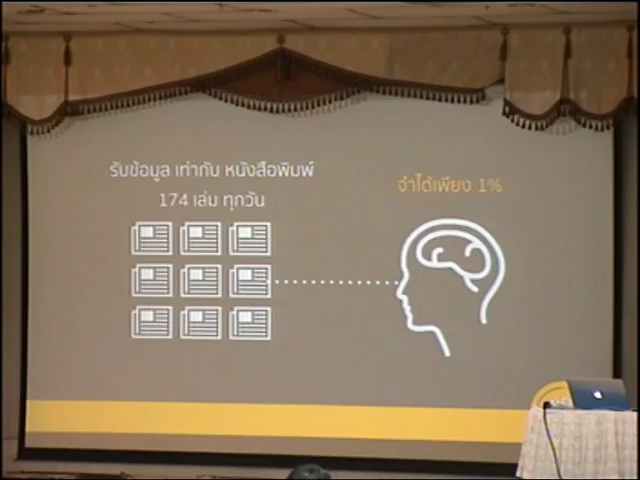 รับข้อมูล เท่ากับ หนังสือพิมพ์
174 เล่ม ทุกวัน
จำได้เพียง 1%